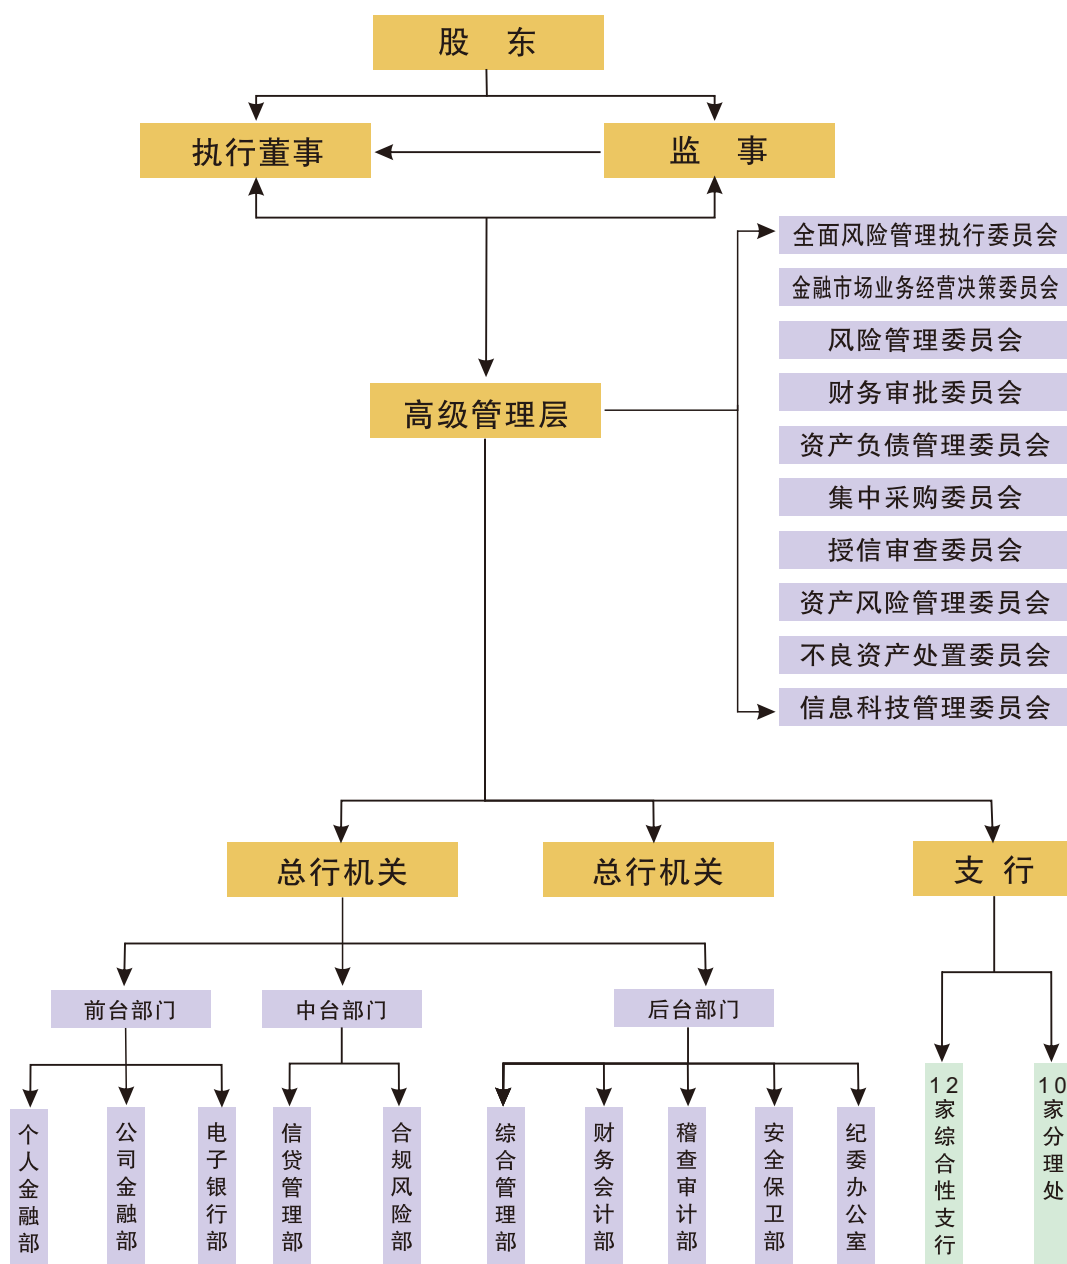 股 东
执行董事
监 事
全面风险管理执行委员会
金融市场业务经营决策委员会
风险管理委员会
财务审批委员会
高级管理层
资产负债管理委员会
集中采购委员会
授信审查委员会
资产风险管理委员会
不良资产处置委员会
信息科技管理委员会
总行机关
总行机关
支 行
前台部门
中台部门
后台部门
个人金融部
公司金融部
电子银行部
信贷管理部
合规风险部
综合管理部
财务会计部
稽查审计部
安全保卫部
纪委办公室
12家综合性支行
10家分理处